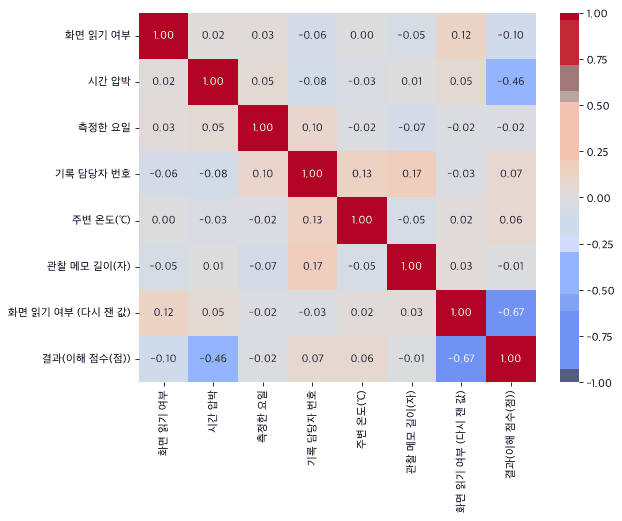 화면 읽기 여부 1.00 0.02 0.03 -0.06 0.00 -0.05 0.12 -0.10
시간 압박 0.02 1.00 0.05 -0.08 -0.03 0.01 0.05 -0.46
측정한 요일 0.03 0.05 1.00 0.10 -0.02 -0.07 -0.02 -0.02
기록 담당자 번호 -0.06 -0.08 0.10 1.00 0.13 0.17 -0.03 0.07
주변 온도(℃) 0.00 -0.03 -0.02 0.13 1.00 -0.05 0.02 0.06
관찰 메모 길이(자) -0.05 0.01 -0.07 0.17 -0.05 1.00 0.03 -0.01
화면 읽기 여부 (다시 잰 값) 0.12 0.05 -0.02 -0.03 0.02 0.03 1.00 -0.67
결과(이해 점수(점)) -0.10 -0.46 -0.02 0.07 0.06 -0.01 -0.67 1.00
화면 읽기 여부
시간 압박
측정한 요일
기록 담당자 번호
주변 온도(℃)
관찰 메모 길이(자)
화면 읽기 여부 (다시 잰 값)
결과(이해 점수(점))
1.00
0.75
0.50
0.25
0.00
-0.25
-0.50
-0.75
-1.00